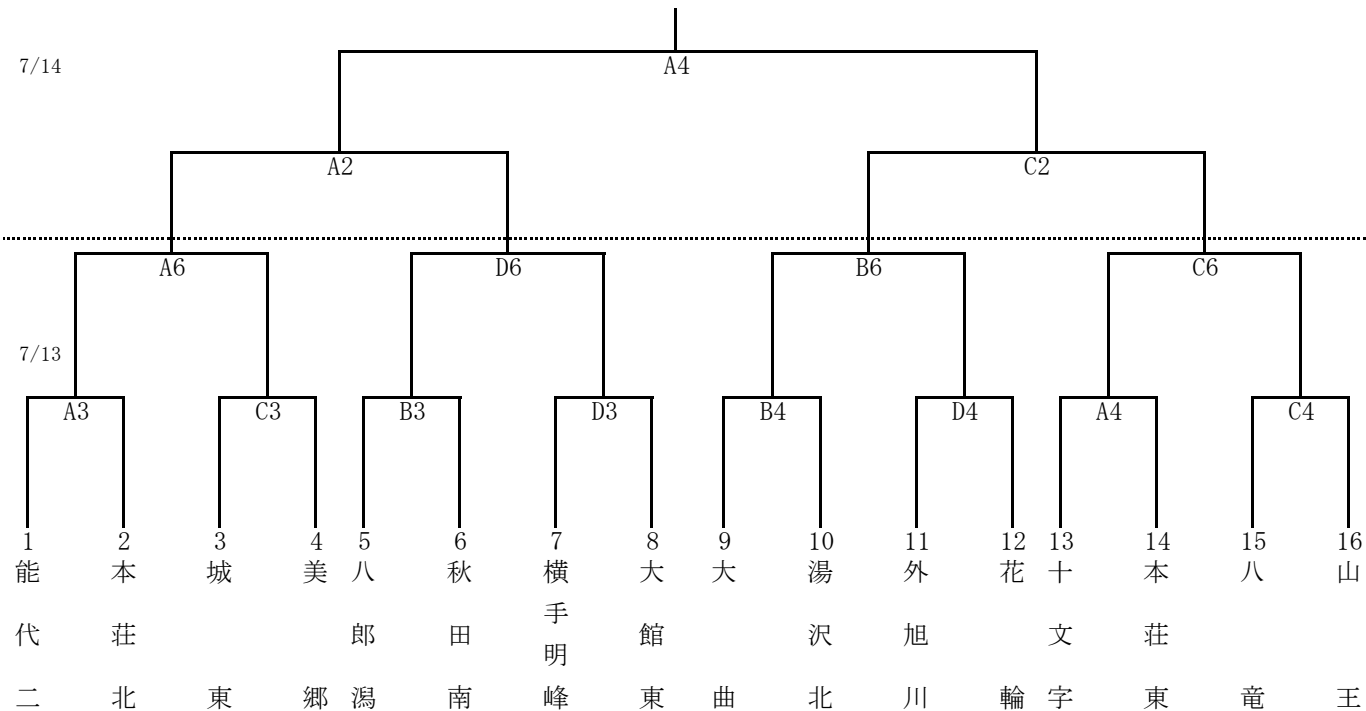 7/14
A4
A2
C2
A6
D6
B6
C6
7/13
A3
C3
B3
D3
B4
D4
A4
C4
1
2
3
4
5
6
7
8
9
10
11
12
13
14
15
16
能代二
本荘北
城東
美郷
八郎潟
秋田南
横手明峰
大館東
大曲
湯沢北
外旭川
花輪
十文字
本荘東
八竜
山王